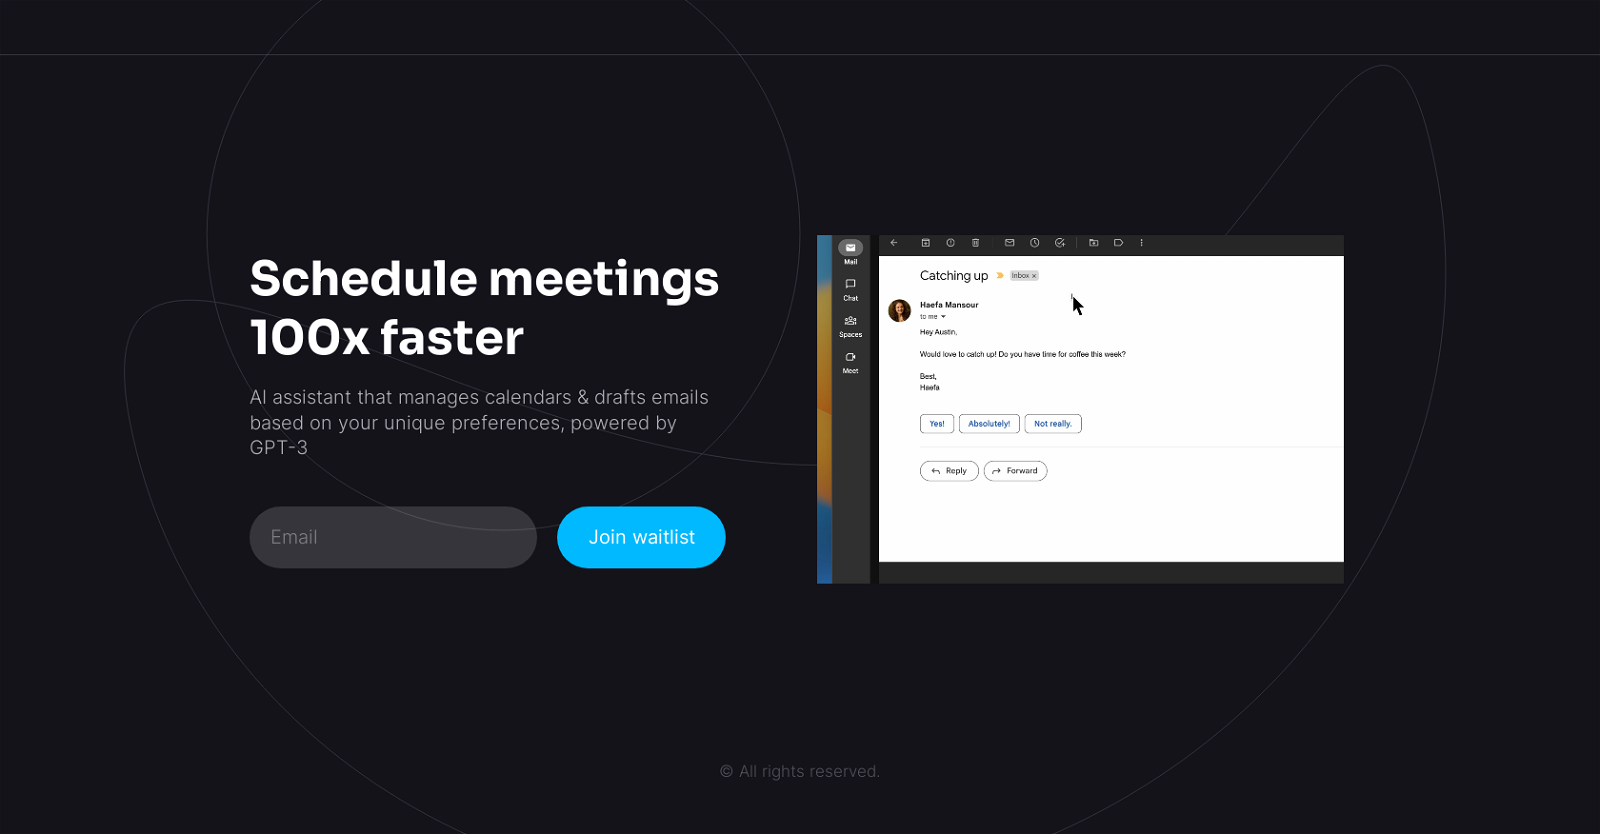 Schedule meetings
100x faster
AI assistant that manages calendars & drafts emails
based on your unique preferences, powered by
GPT-3
Email
Join waitlist
Mail
Chat
Spaces
Meet
Catching up
Inbox ×
Haefa Mansour
to me
Hey Austin,
Would love to catch up! Do you have time for coffee this week?
Best,
Haefa
Yes! Absolutely! Not really.
Reply Forward
© All rights reserved.